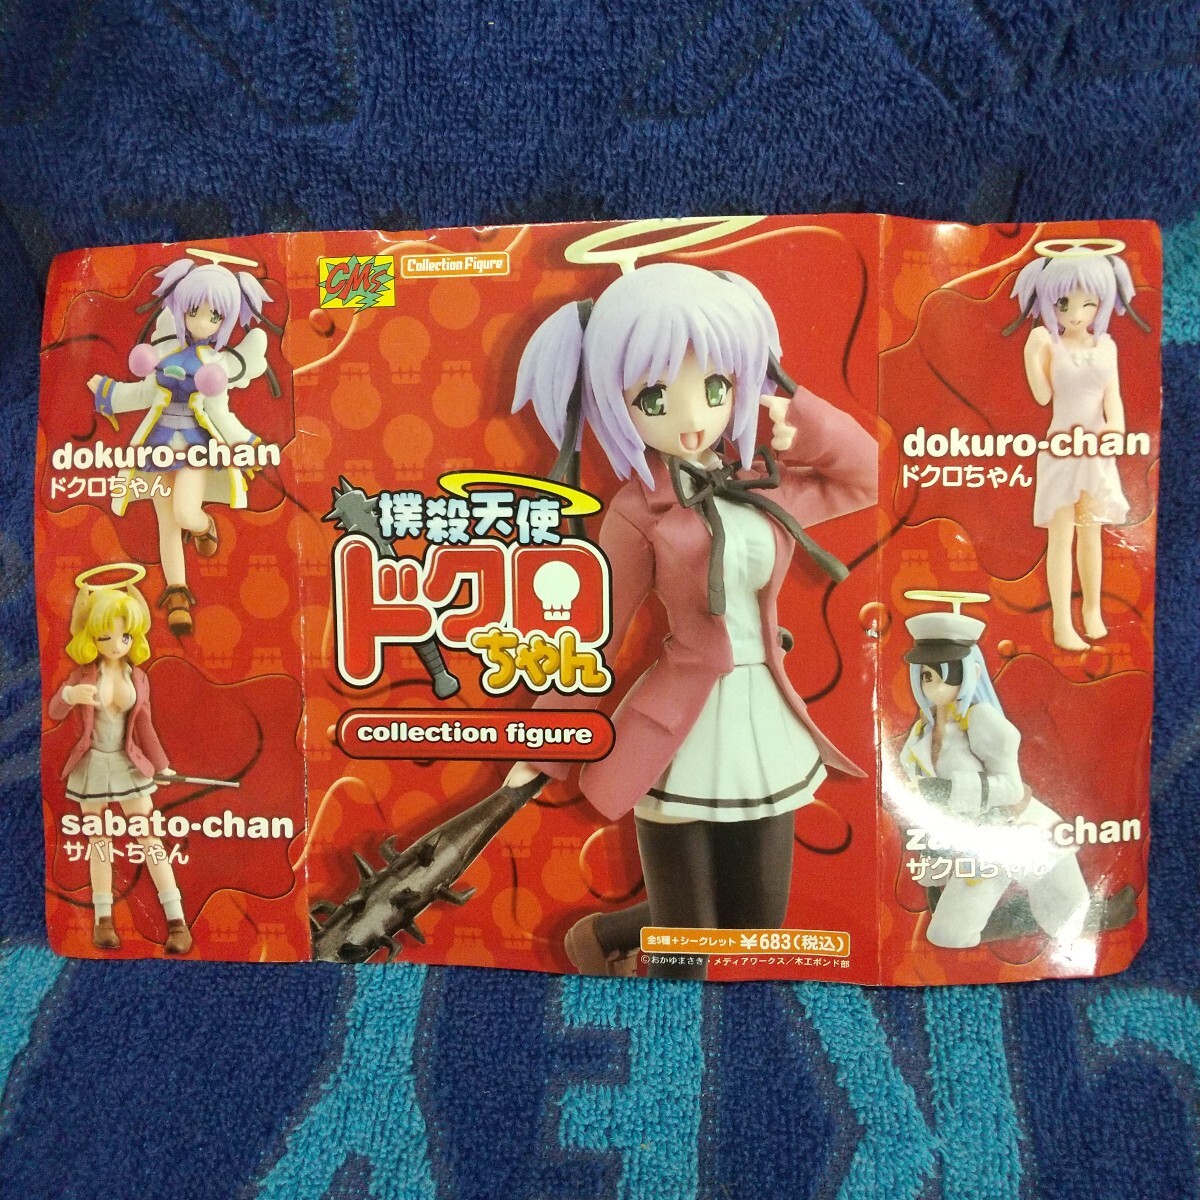 CMs
Collection Figure
dokuro-chan
ドクロちゃん
sabato-chan
サバトちゃん
撲殺天使
ドクロ
ちゃん
collection figure
全5種+シークレット ¥683(税込)
©おかゆまさき・メディアワークス/木工ボンド部
dokuro-chan
ドクロちゃん
ザクロちゃん
KEY